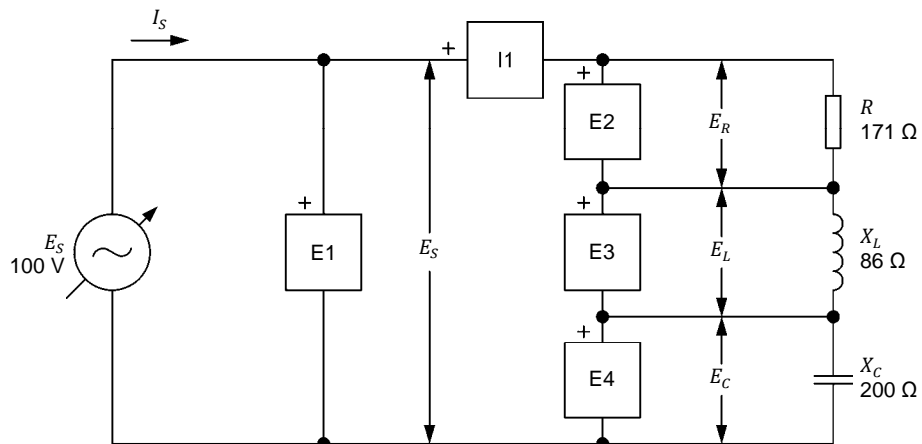 I_S
+
I1
+
E2
E_R
R
171 Ω
+
E1
E_S
100 V
E_S
+
E3
E_L
X_L
86 Ω
+
E4
E_C
X_C
200 Ω